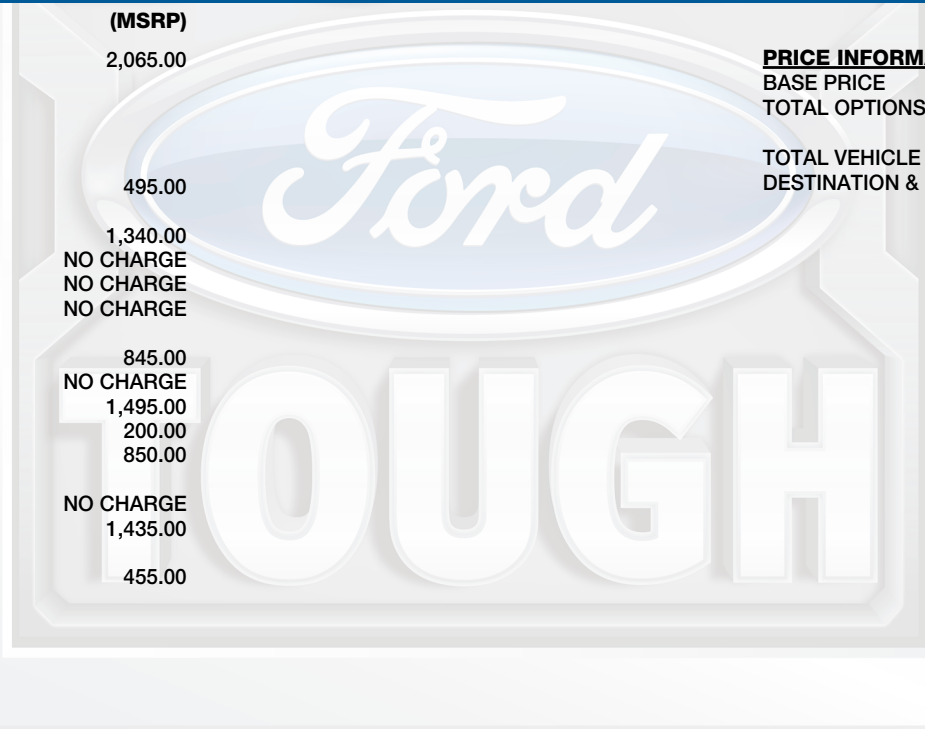 (MSRP)
2,065.00
495.00
1,340.00
NO CHARGE
NO CHARGE
NO CHARGE
845.00
NO CHARGE
1,495.00
200.00
850.00
NO CHARGE
1,435.00
455.00
PRICE INFORMA
BASE PRICE
TOTAL OPTIONS
TOTAL VEHICLE
DESTINATION &
Ford
TOUGH